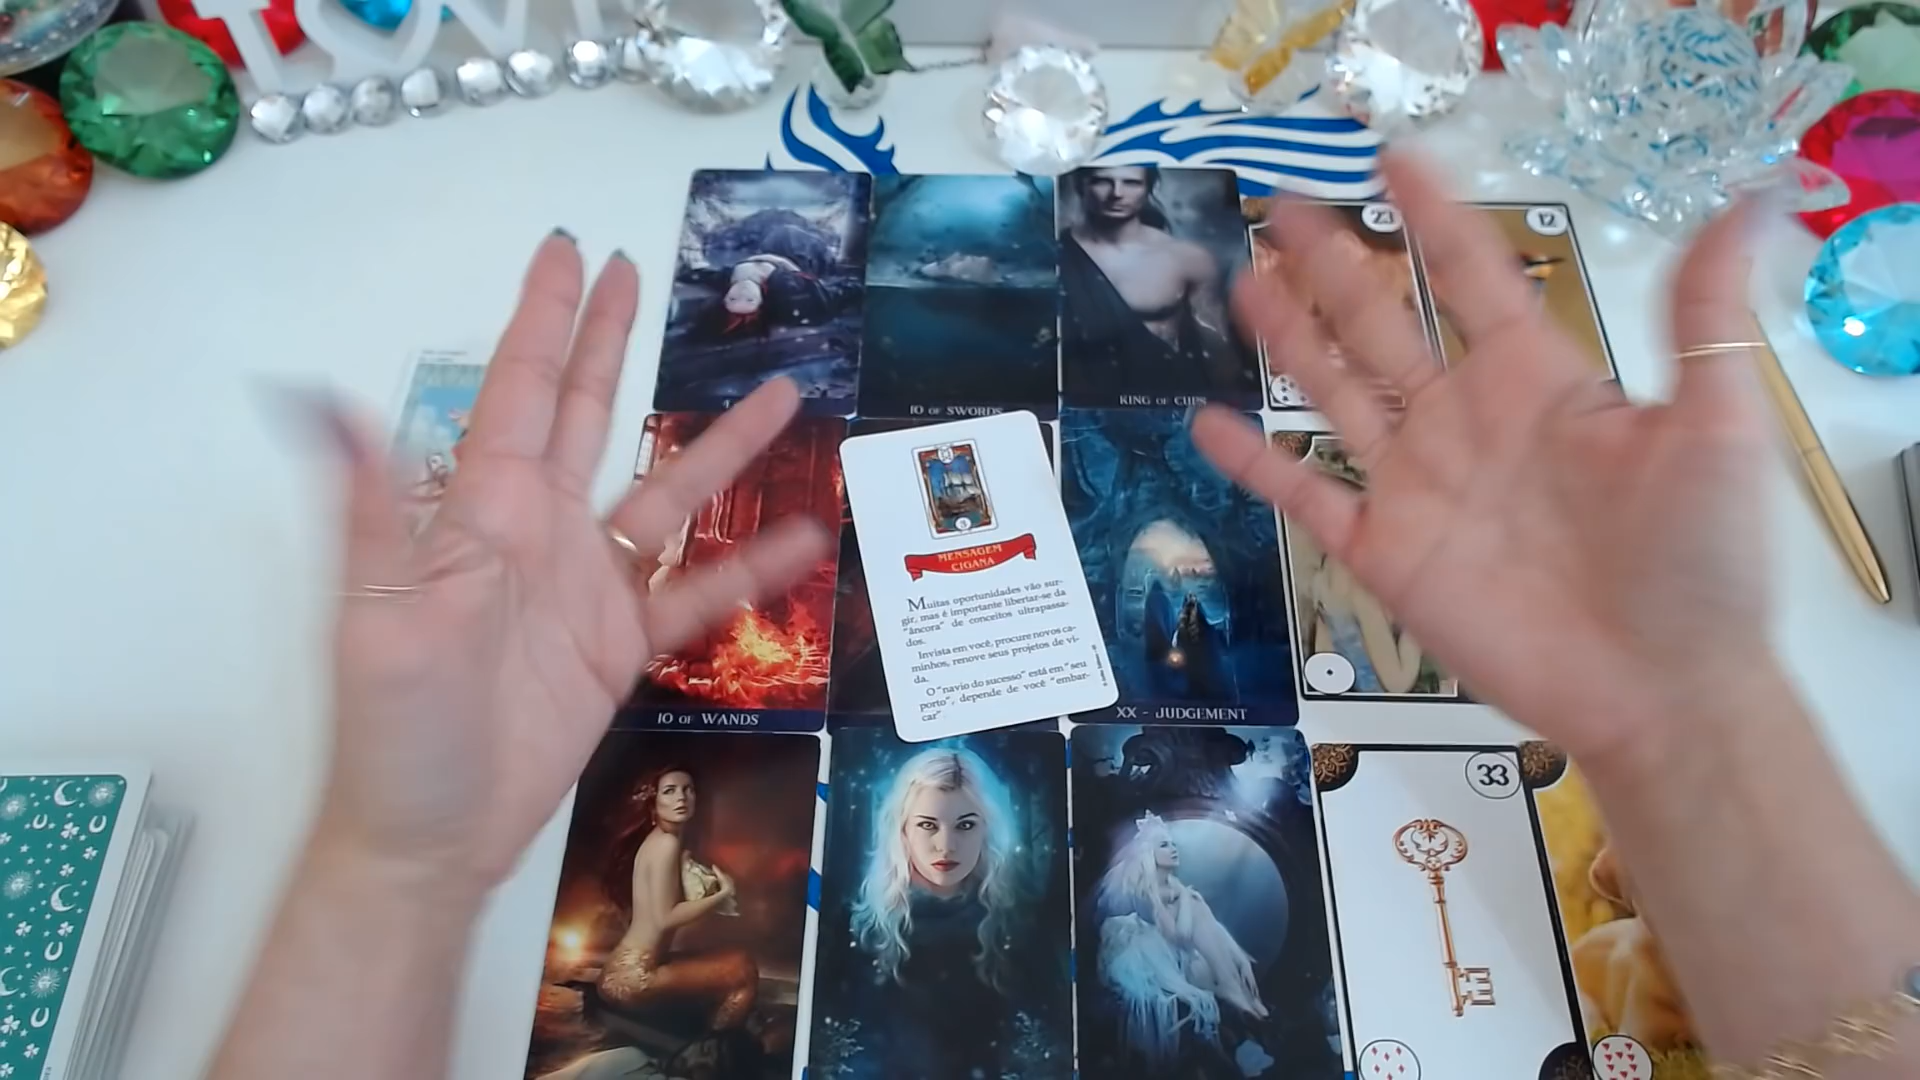 LOVE
23
12
10 OF SWORDS
KING OF CUPS
3
MENSAGEM
CIGANA
Muitas oportunidades vão sur-
gir, mas é importante libertar-se da
"âncora" de conceitos ultrapassa-
dos.
Invista em você, procure novos ca-
minhos, renove seus projetos de vi-
da.
O "navio do sucesso" está em "seu
porto", depende de você "embar-
car"
10 OF WANDS
XX - JUDGEMENT
33